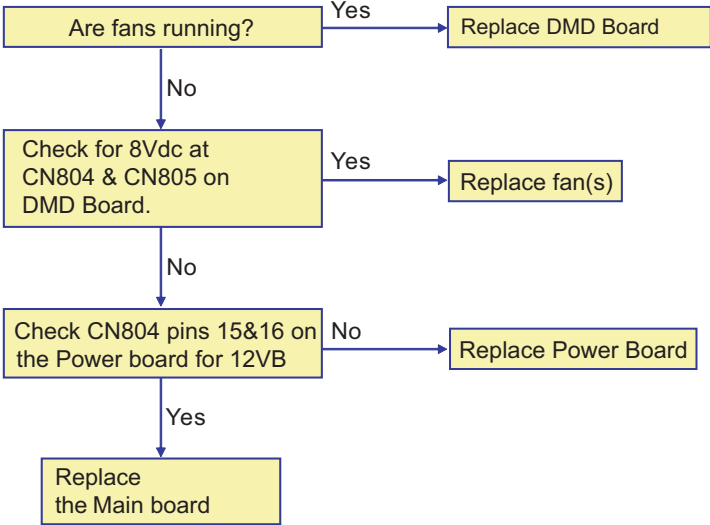 Are fans running?
Yes
Replace DMD Board
No
Check for 8Vdc at
CN804 & CN805 on
DMD Board.
Yes
Replace fan(s)
No
Check CN804 pins 15&16 on
the Power board for 12VB
No
Replace Power Board
Yes
Replace
the Main board